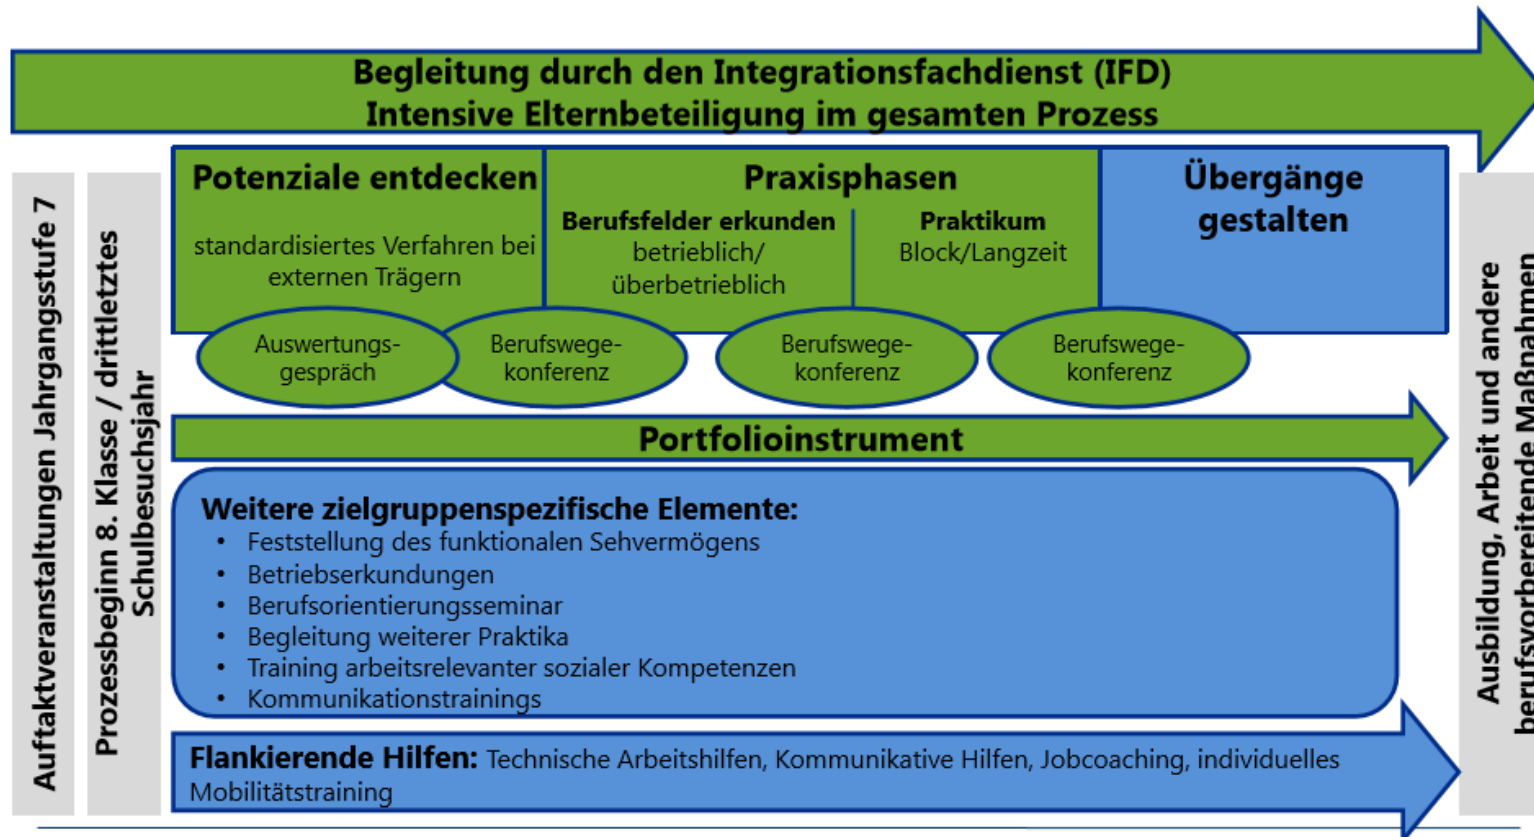 Begleitung durch den Integrationsfachdienst (IFD)
Intensive Elternbeteiligung im gesamten Prozess
Auftaktveranstaltungen Jahrgangsstufe 7
Prozessbeginn 8. Klasse / drittletztes
Schulbesuchsjahr
Potenziale entdecken
standardisiertes Verfahren bei
externen Trägern
Praxisphasen
Berufsfelder erkunden
betrieblich/
überbetrieblich
Praktikum
Block/Langzeit
Übergänge
gestalten
Auswertungs-
gespräch
Berufswege-
konferenz
Berufswege-
konferenz
Berufswege-
konferenz
Portfolioinstrument
Weitere zielgruppenspezifische Elemente:
• Feststellung des funktionalen Sehvermögens
• Betriebserkundungen
• Berufsorientierungsseminar
• Begleitung weiterer Praktika
• Training arbeitsrelevanter sozialer Kompetenzen
• Kommunikationstrainings
Flankierende Hilfen: Technische Arbeitshilfen, Kommunikative Hilfen, Jobcoaching, individuelles
Mobilitätstraining
Ausbildung, Arbeit und andere
berufsvorbereitende Maßnahmen